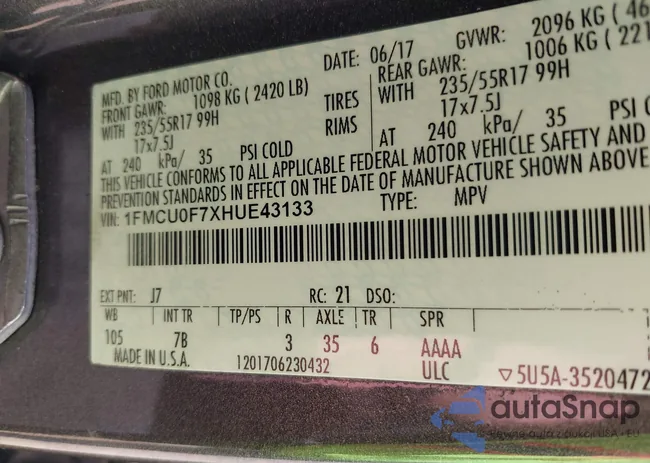 MFD. BY FORD MOTOR CO.
DATE: 06/17
GVWR: 2096 KG ( 46
FRONT GAWR: 1098 KG ( 2420 LB)
REAR GAWR: 1006 KG ( 221
WITH 235/55R17 99H
TIRES
WITH 235/55R17 99H
17x7.5J
RIMS
17x7.5J
AT 240 kPa/ 35 PSI COLD
AT 240 kPa/ 35 PSI CO
THIS VEHICLE CONFORMS TO ALL APPLICABLE FEDERAL MOTOR VEHICLE SAFETY AND
PREVENTION STANDARDS IN EFFECT ON THE DATE OF MANUFACTURE SHOWN ABOVE.
VIN: 1FMCU0F7XHUE43133
TYPE: MPV
EXT PNT: J7 RC: 21 DSO:
WB INT TR TP/PS R AXLE TR SPR
105 7B 3 35 6 AAAA
MADE IN U.S.A. 1201706230432 ULC ▽5U5A-3520472
autoSnap